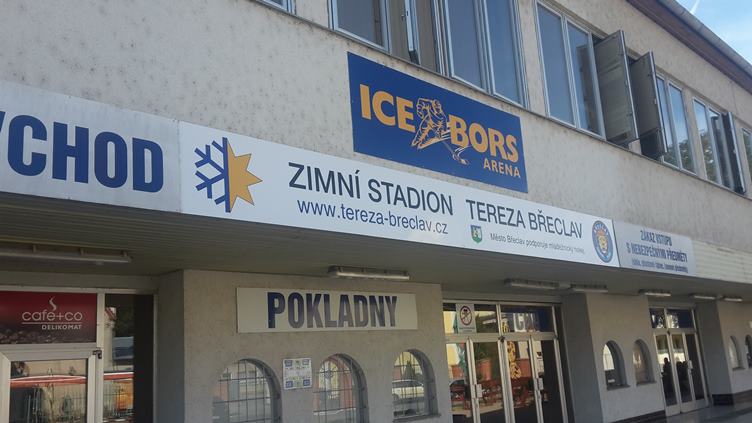 ICE BORS
ARENA
VCHOD
ZIMNÍ STADION TEREZA BŘECLAV
www.tereza-breclav.cz
Město Břeclav podporuje mládežnický hokej.
ZÁKAZ VSTUPU
S NEBEZPEČNÝMI PŘEDMĚTY
POKLADNY
café+co
DELIKOMAT